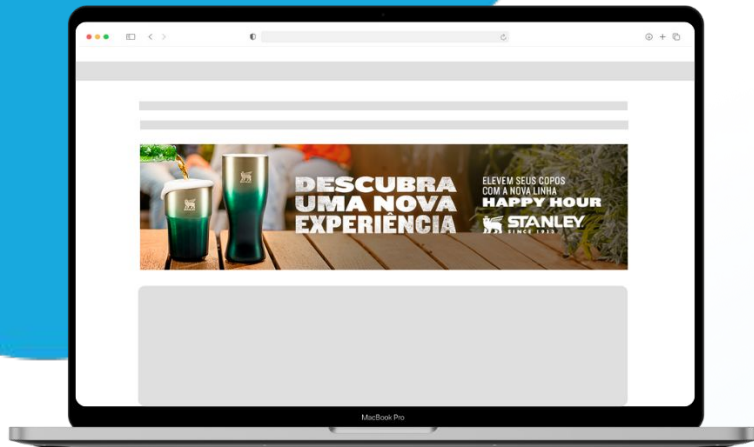 DESCUBRA
UMA NOVA
EXPERIÊNCIA
ELEVEM SEUS COPOS
COM A NOVA LINHA
HAPPY HOUR
STANLEY
SINCE 1913
MacBook Pro